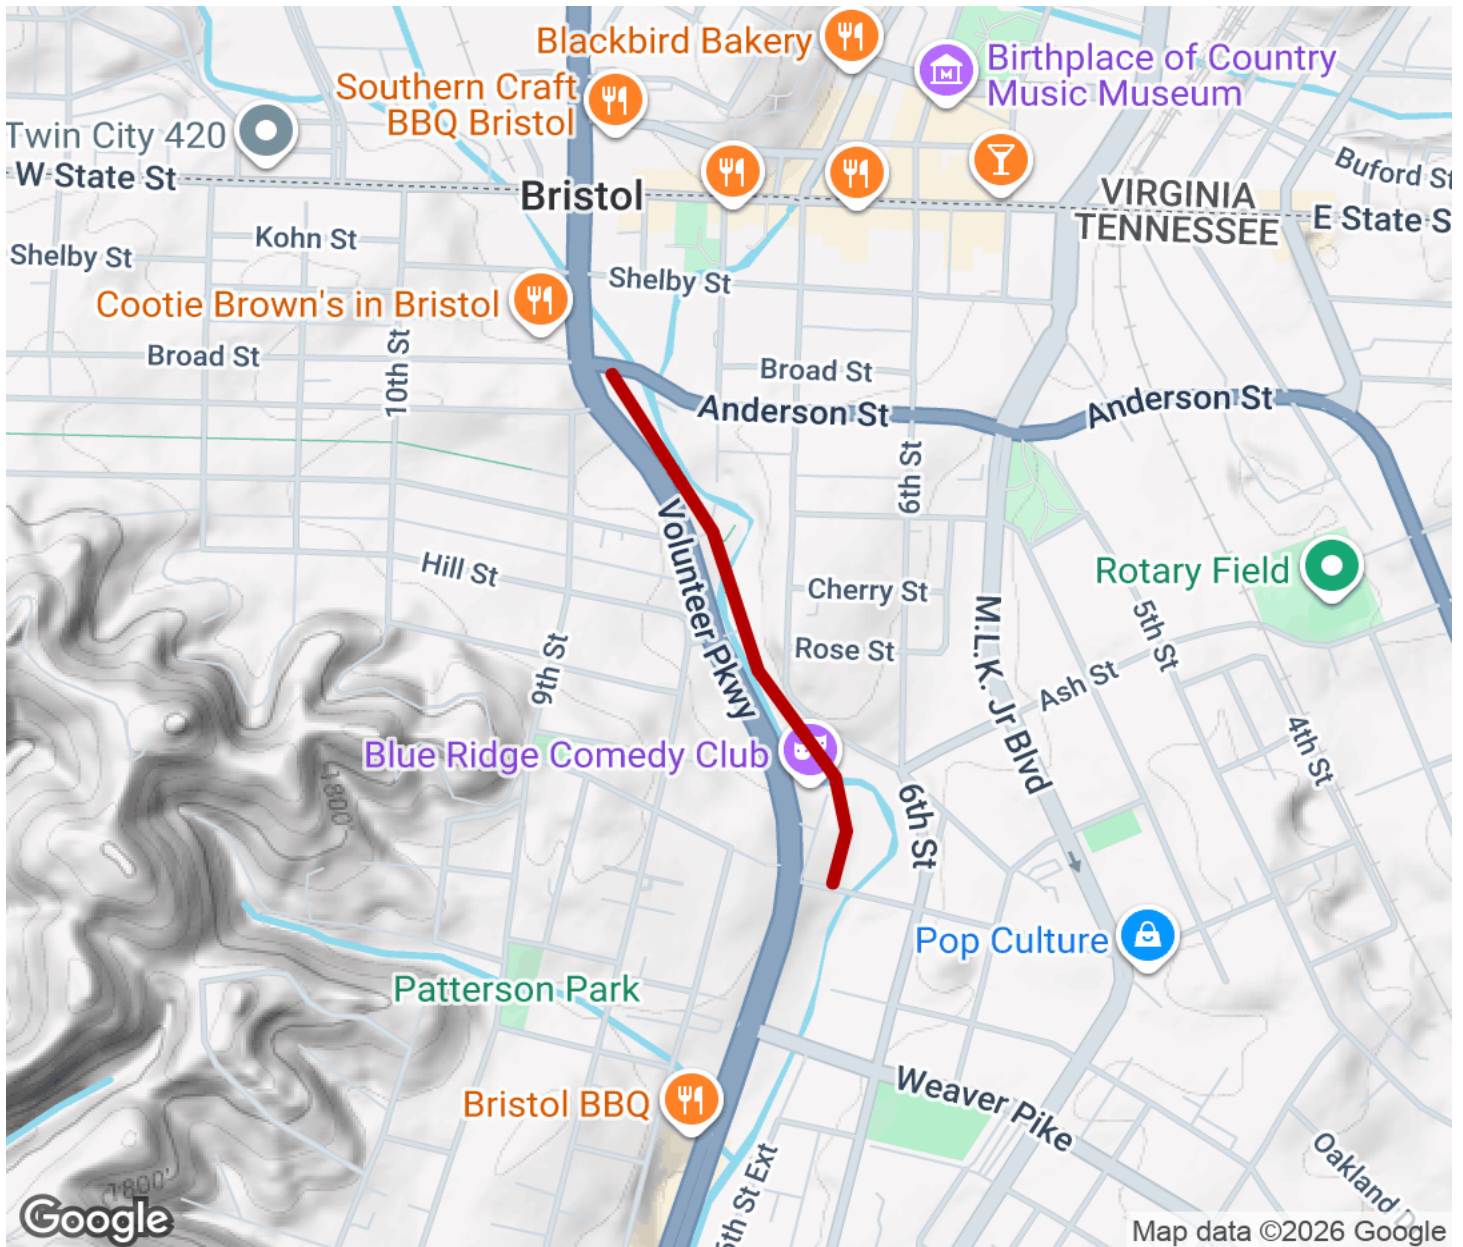 Blackbird Bakery
Birthplace of Country
Music Museum
Southern Craft
BBQ Bristol
Twin City 420
W State St
Bristol
Buford St
VIRGINIA
TENNESSEE
E State S
Kohn St
Shelby St
Shelby St
Cootie Brown's in Bristol
Broad St
10th St
Broad St
Anderson St
Anderson St
6th St
Volunteer Pkwy
Hill St
Cherry St
Rotary Field
M.L.K. Jr Blvd
5th St
Rose St
9th St
Ash St
4th St
Blue Ridge Comedy Club
1800'
6th St
Pop Culture
Patterson Park
Weaver Pike
Bristol BBQ
5th St Ext
Oakland D
1800'
Google
Map data ©2026 Google